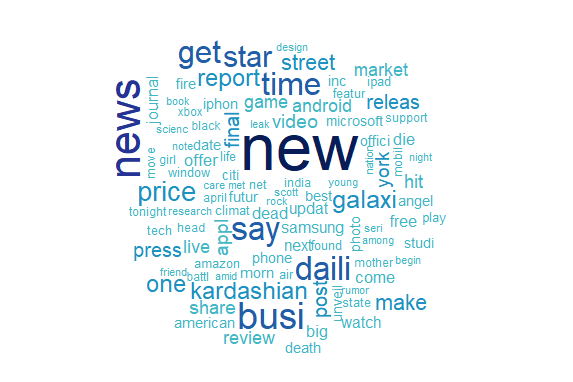 design
get star street
news
fire report time inc market
journal
ipad
featur
book iphon game android releas
xbox
leak video microsoft support
scienc black final
new
note date offici die
move
girl offer life
york
nation
mobil
night
window citi
price care met net india young best galaxi hit
april futur scott angel
tonight research climat dead rock updat
free play
tech head appl say samsung photo seri
press live next found among studi
amazon phone
friend battl amid morn air daili mother begin
one kardashian post come
unveil
rumor
share busi state make
american big watch
review
death